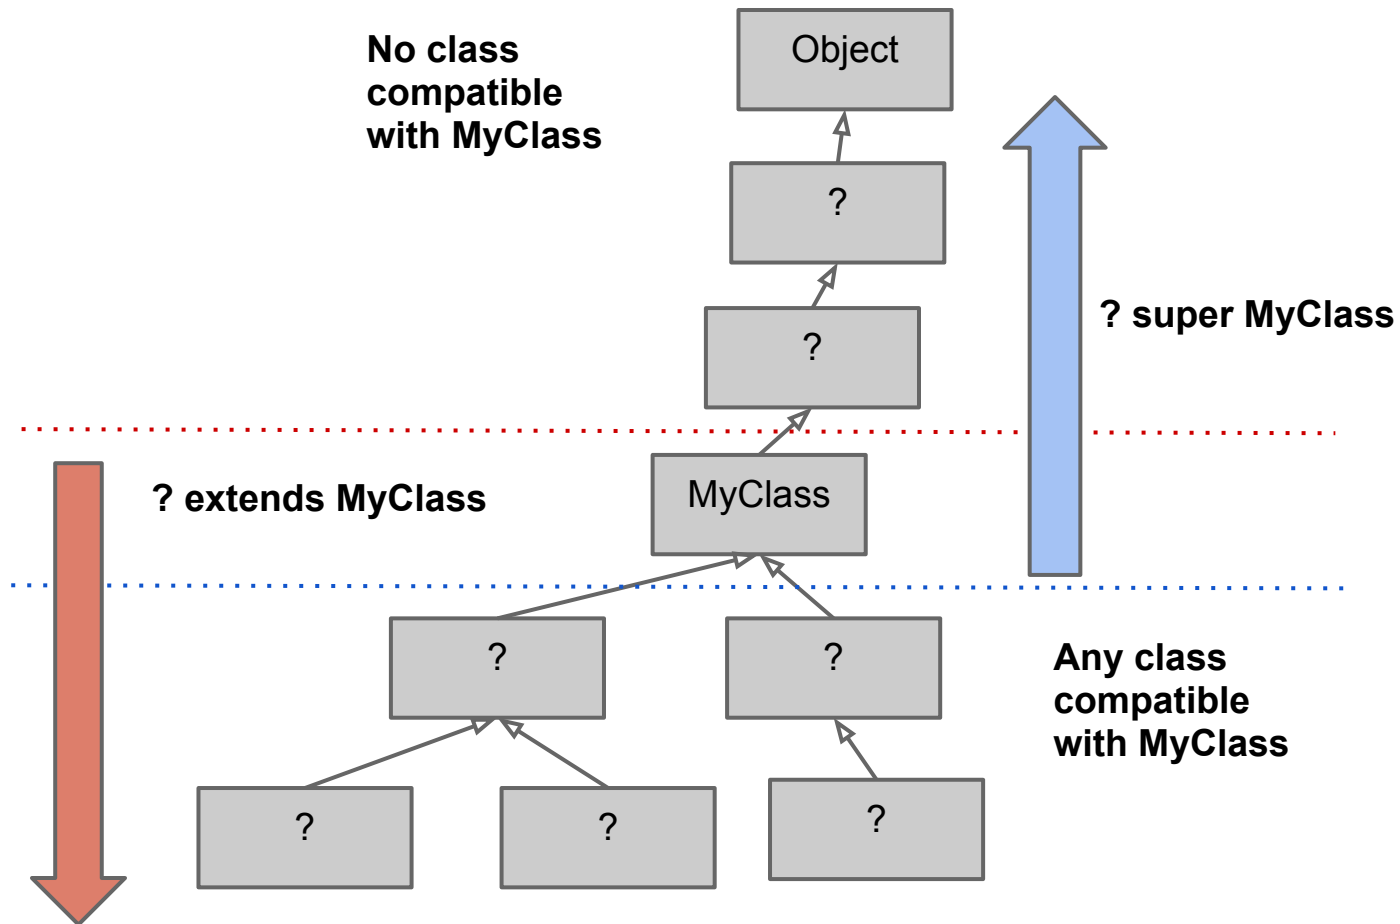 No class
compatible
with MyClass
Object
?
?
? super MyClass
MyClass
? extends MyClass
?
?
Any class
compatible
with MyClass
?
?
?